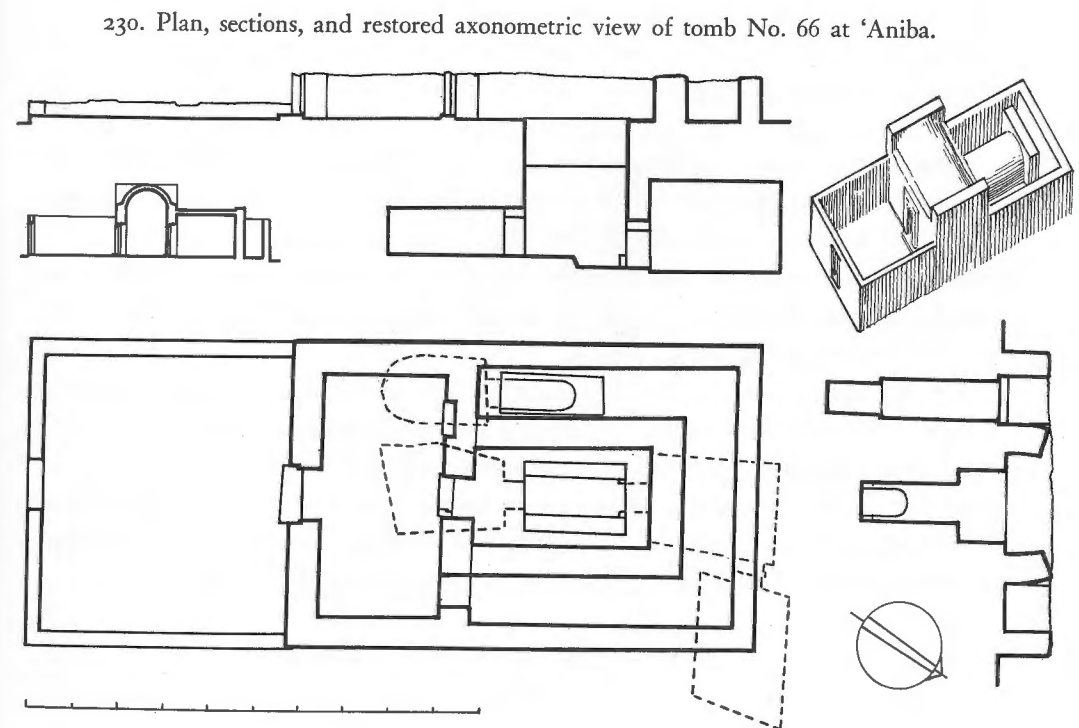 230. Plan, sections, and restored axonometric view of tomb No. 66 at ‘Aniba.